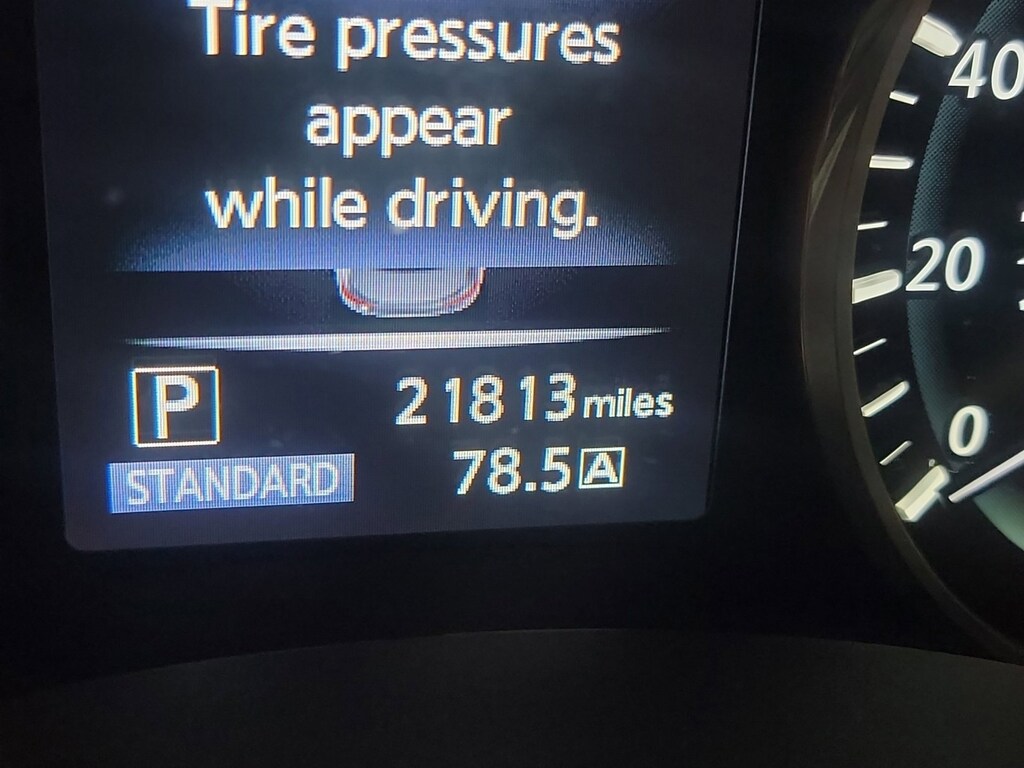 Tire pressures
appear
while driving.
P
21813 miles
STANDARD
78.5 A
40
20
0